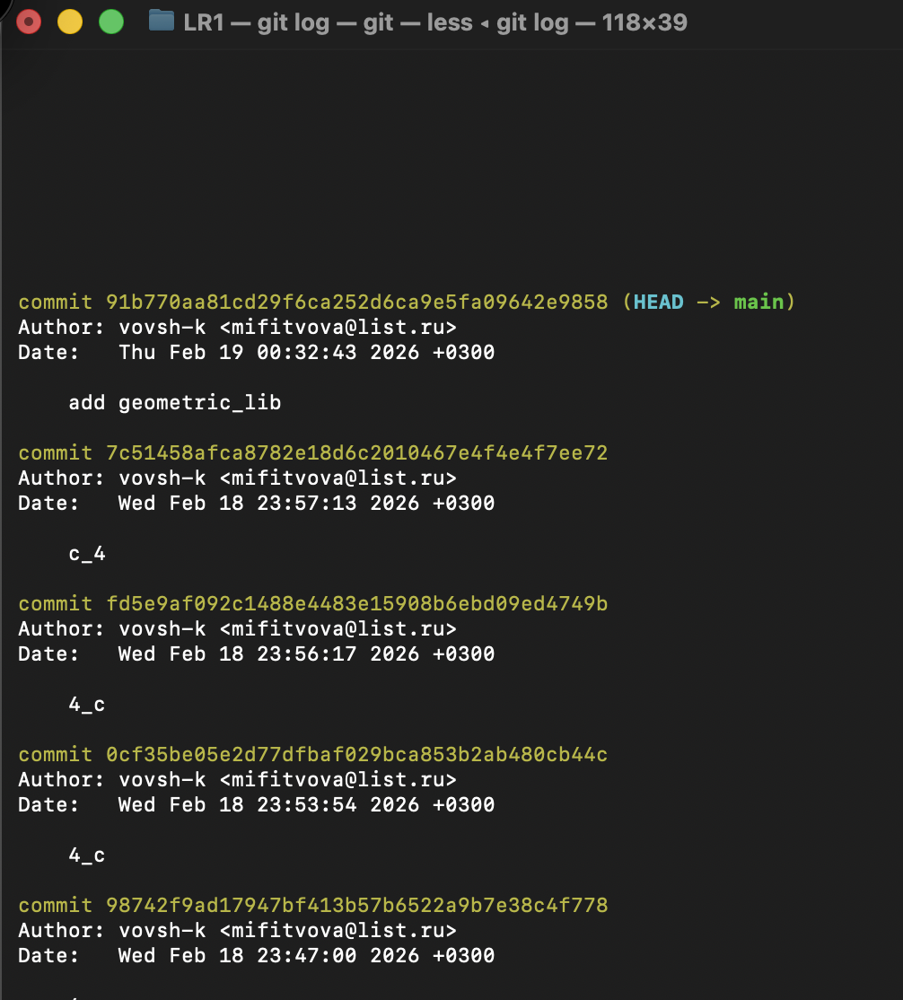 LR1 — git log — git — less ◂ git log — 118×39
commit 91b770aa81cd29f6ca252d6ca9e5fa09642e9858 (HEAD -> main)
Author: vovsh-k <mifitvova@list.ru>
Date:   Thu Feb 19 00:32:43 2026 +0300
    add geometric_lib
commit 7c51458afca8782e18d6c2010467e4f4e4f7ee72
Author: vovsh-k <mifitvova@list.ru>
Date:   Wed Feb 18 23:57:13 2026 +0300
    c_4
commit fd5e9af092c1488e4483e15908b6ebd09ed4749b
Author: vovsh-k <mifitvova@list.ru>
Date:   Wed Feb 18 23:56:17 2026 +0300
    4_c
commit 0cf35be05e2d77dfbaf029bca853b2ab480cb44c
Author: vovsh-k <mifitvova@list.ru>
Date:   Wed Feb 18 23:53:54 2026 +0300
    4_c
commit 98742f9ad17947bf413b57b6522a9b7e38c4f778
Author: vovsh-k <mifitvova@list.ru>
Date:   Wed Feb 18 23:47:00 2026 +0300